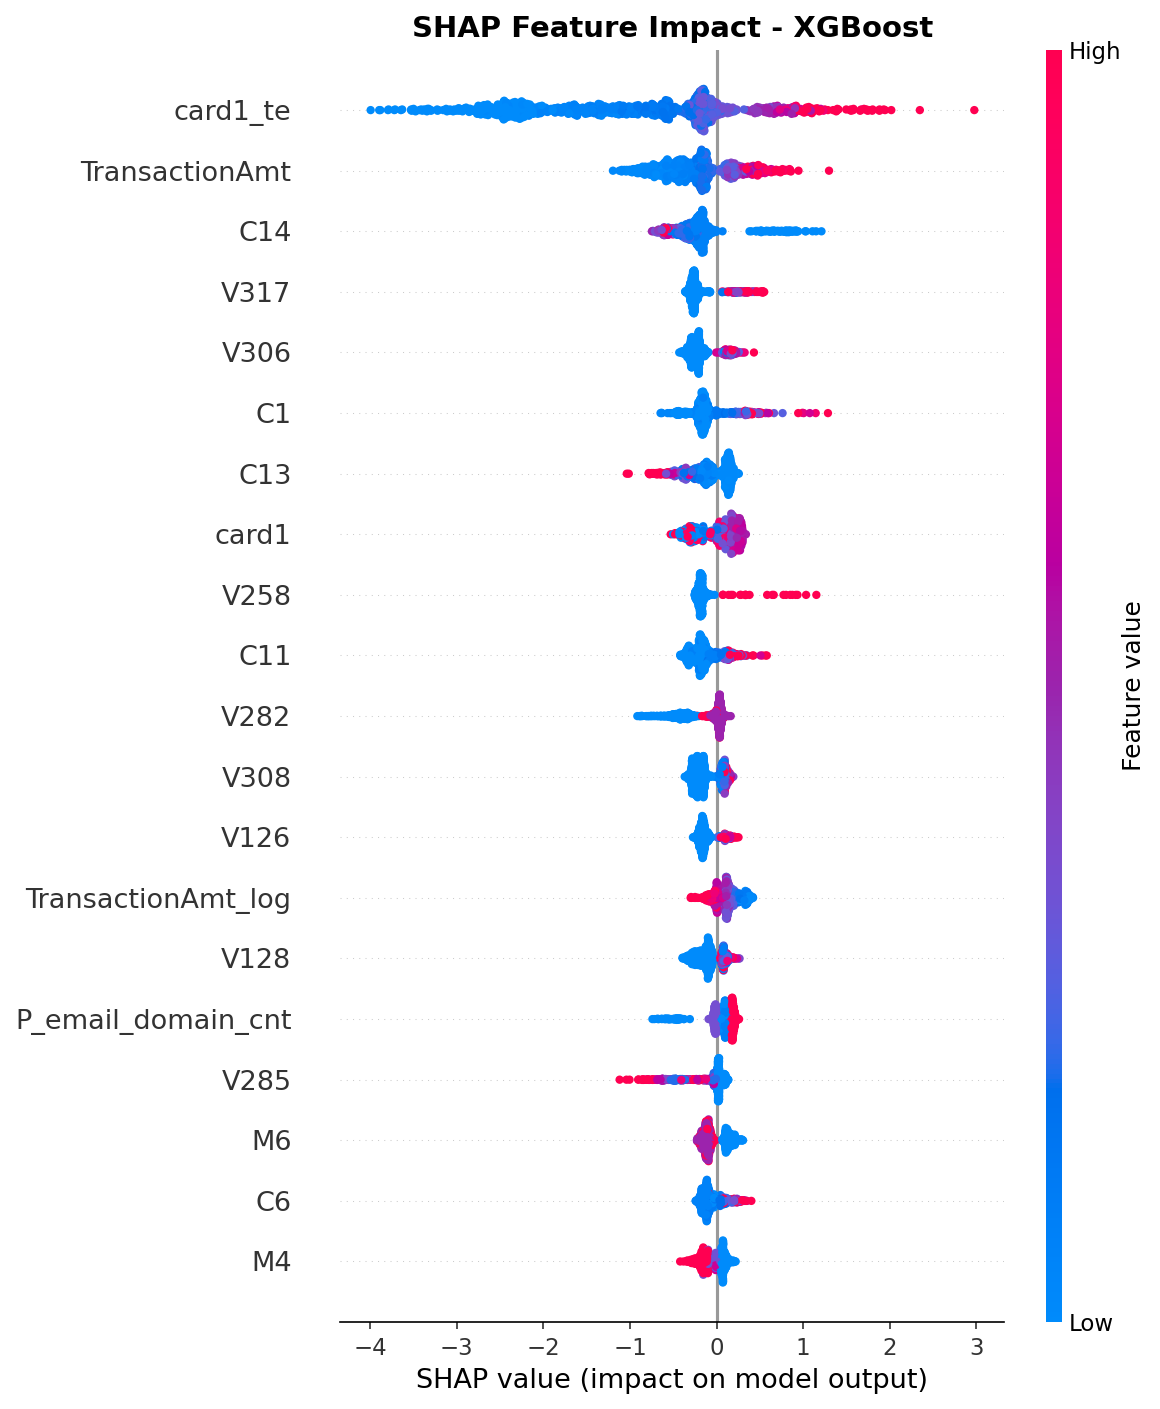 SHAP Feature Impact - XGBoost
High
card1_te
TransactionAmt
C14
V317
V306
C1
C13
card1
V258
C11
V282
V308
V126
TransactionAmt_log
V128
P_email_domain_cnt
V285
M6
C6
M4
Feature value
Low
−4 −3 −2 −1 0 1 2 3
SHAP value (impact on model output)